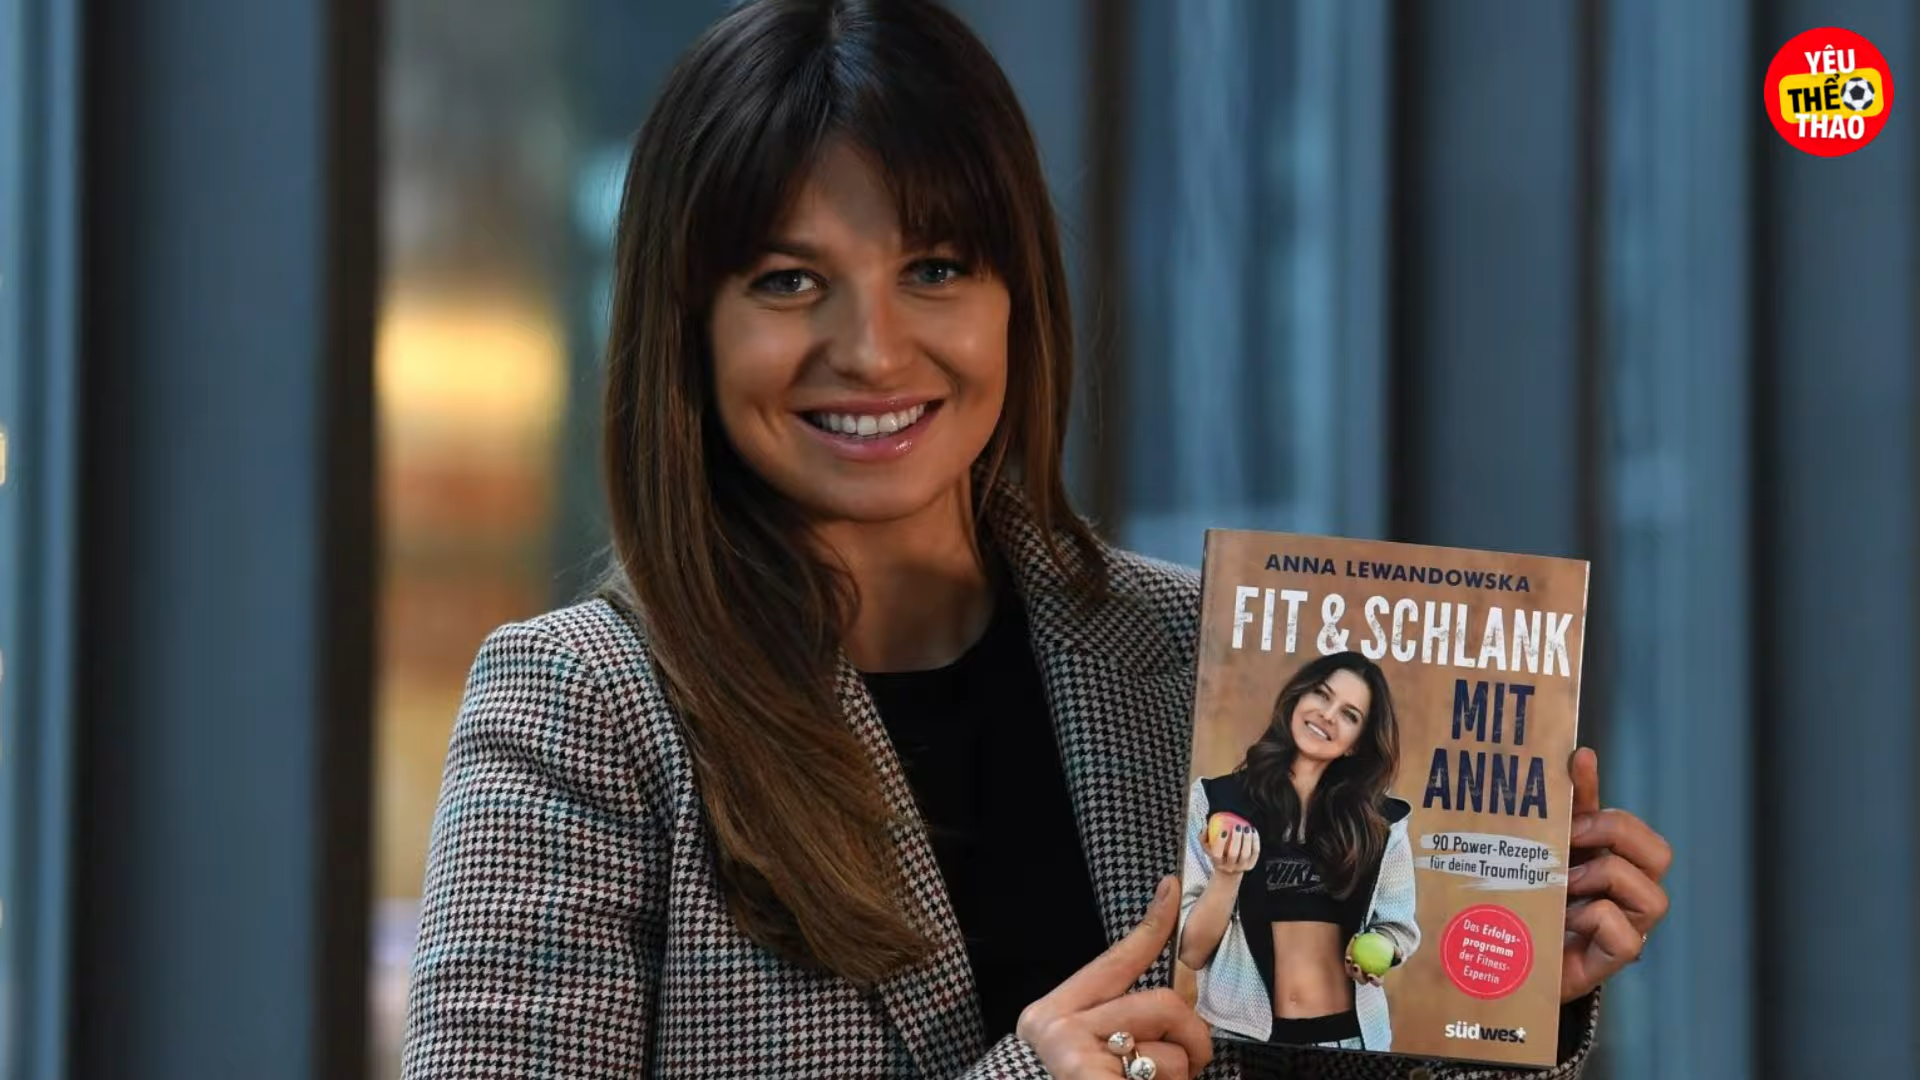 YÊU
THỂ
THAO
ANNA LEWANDOWSKA
FIT & SCHLANK
MIT
ANNA
90 Power-Rezepte
für deine Traumfigur
Das Erfolgs-
programm
der Fitness-
Expertin
NIKE
südwest